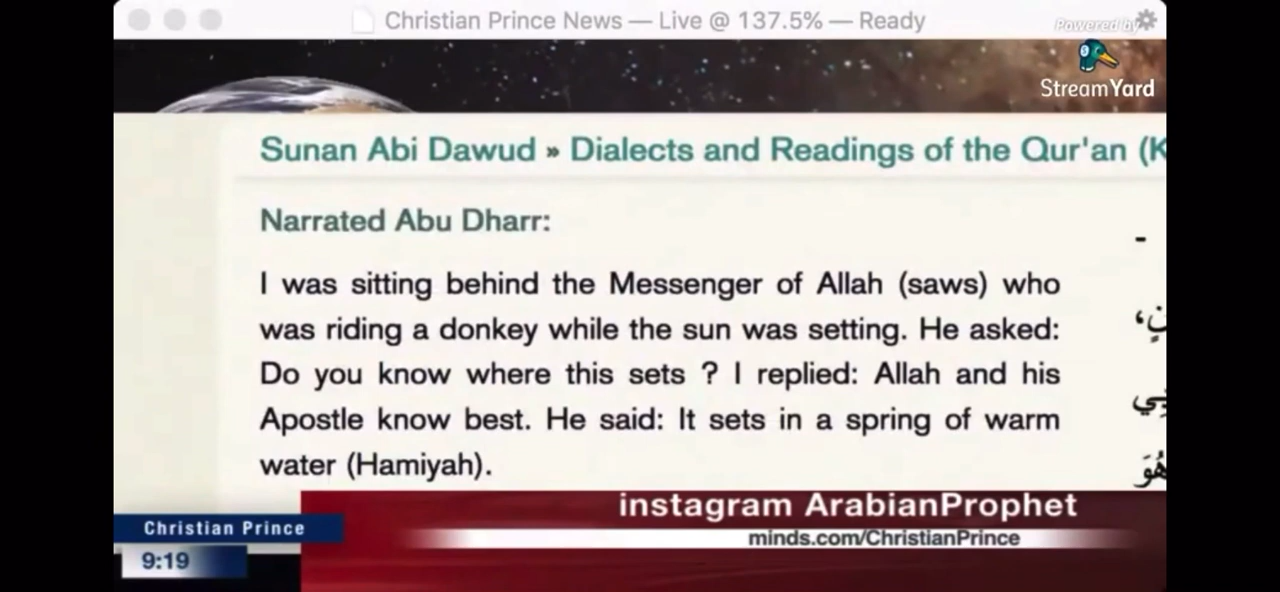 Christian Prince News — Live @ 137.5% — Ready
Powered by
StreamYard
Sunan Abi Dawud » Dialects and Readings of the Qur'an (K
Narrated Abu Dharr:
I was sitting behind the Messenger of Allah (saws) who
was riding a donkey while the sun was setting. He asked:
Do you know where this sets ? I replied: Allah and his
Apostle know best. He said: It sets in a spring of warm
water (Hamiyah).
instagram ArabianProphet
Christian Prince
minds.com/ChristianPrince
9:19